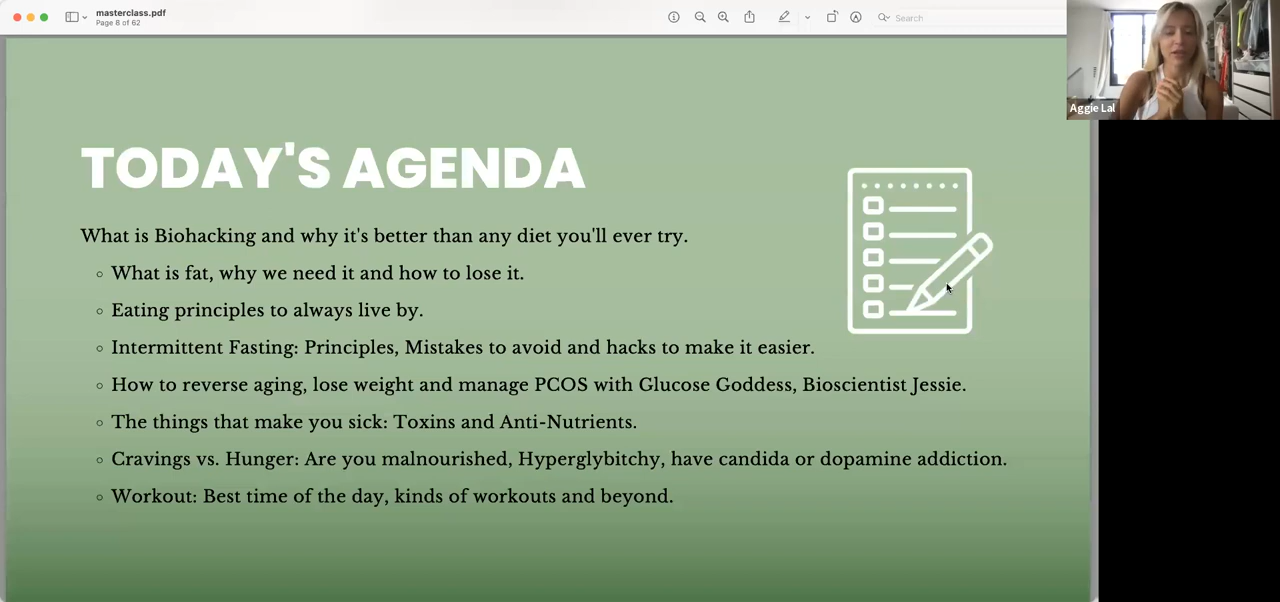 masterclass.pdf
Page 8 of 62
Search
Aggie Lal
TODAY'S AGENDA
What is Biohacking and why it's better than any diet you'll ever try.
What is fat, why we need it and how to lose it.
Eating principles to always live by.
Intermittent Fasting: Principles, Mistakes to avoid and hacks to make it easier.
How to reverse aging, lose weight and manage PCOS with Glucose Goddess, Bioscientist Jessie.
The things that make you sick: Toxins and Anti-Nutrients.
Cravings vs. Hunger: Are you malnourished, Hyperglybitchy, have candida or dopamine addiction.
Workout: Best time of the day, kinds of workouts and beyond.